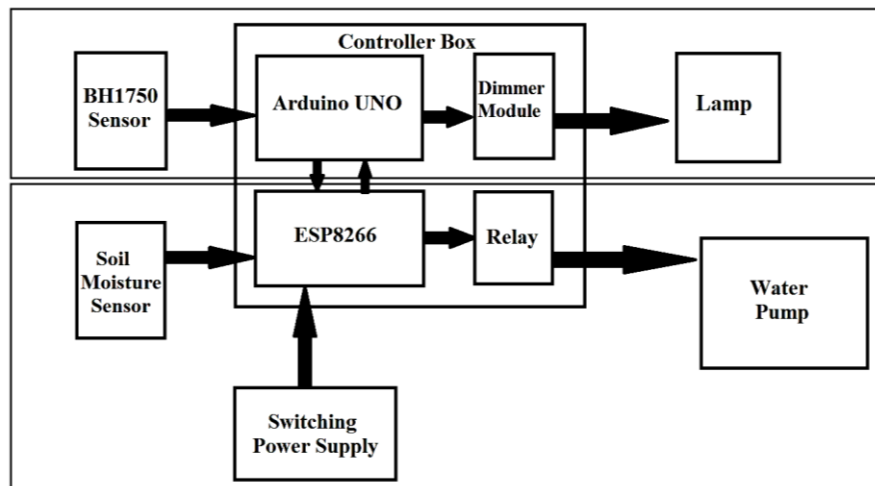 Controller Box
BH1750
Sensor
Arduino UNO
Dimmer
Module
Lamp
Soil
Moisture
Sensor
ESP8266
Relay
Water
Pump
Switching
Power Supply